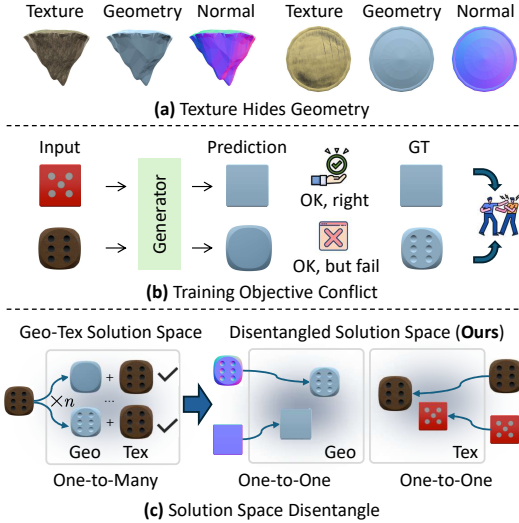 Texture Geometry Normal Texture Geometry Normal
(a) Texture Hides Geometry
Input Prediction GT
Generator
OK, right
OK, but fail
(b) Training Objective Conflict
Geo-Tex Solution Space Disentangled Solution Space (Ours)
×n
+
...
+
Geo Tex Geo Tex
One-to-Many One-to-One One-to-One
(c) Solution Space Disentangle